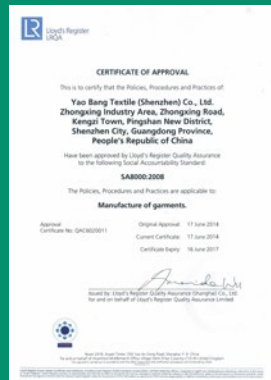 Lloyd's Register
LRQA
CERTIFICATE OF APPROVAL
This is to certify that the Policies, Procedures and Practices of:
Yao Bang Textile (Shenzhen) Co., Ltd.
Zhongxing Industry Area, Zhongxing Road,
Kengzi Town, Pingshan New District,
Shenzhen City, Guangdong Province,
People's Republic of China
Have been approved by Lloyd's Register Quality Assurance
to the following Social Accountability Standard:
SA8000:2008
The Policies, Procedures and Practices are applicable to:
Manufacture of garments.
Approval
Certificate No: QAC6020011
Original Approval: 17 June 2014
Current Certificate: 17 June 2014
Certificate Expiry: 16 June 2017
Issued by: Lloyd's Register Quality Assurance (Shanghai) Co., Ltd.
for and on behalf of Lloyd's Register Quality Assurance Limited